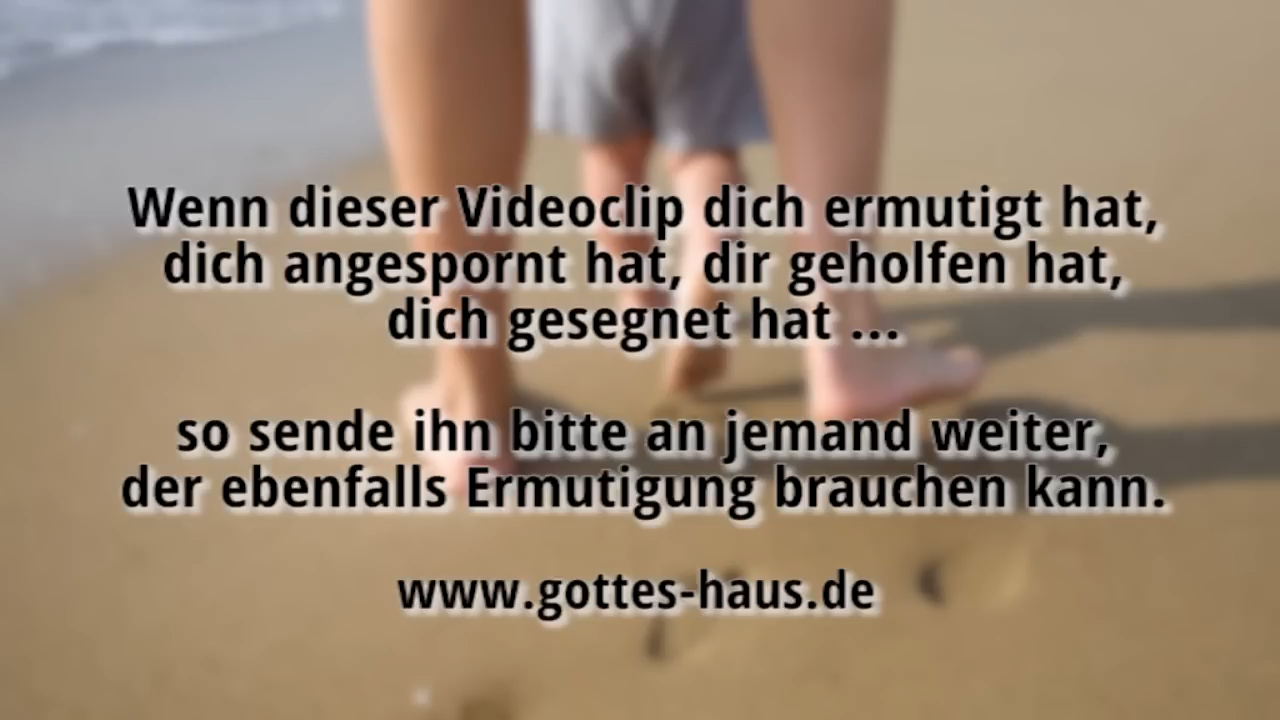 Wenn dieser Videoclip dich ermutigt hat,
dich angespornt hat, dir geholfen hat,
dich gesegnet hat ...
so sende ihn bitte an jemand weiter,
der ebenfalls Ermutigung brauchen kann.
www.gottes-haus.de